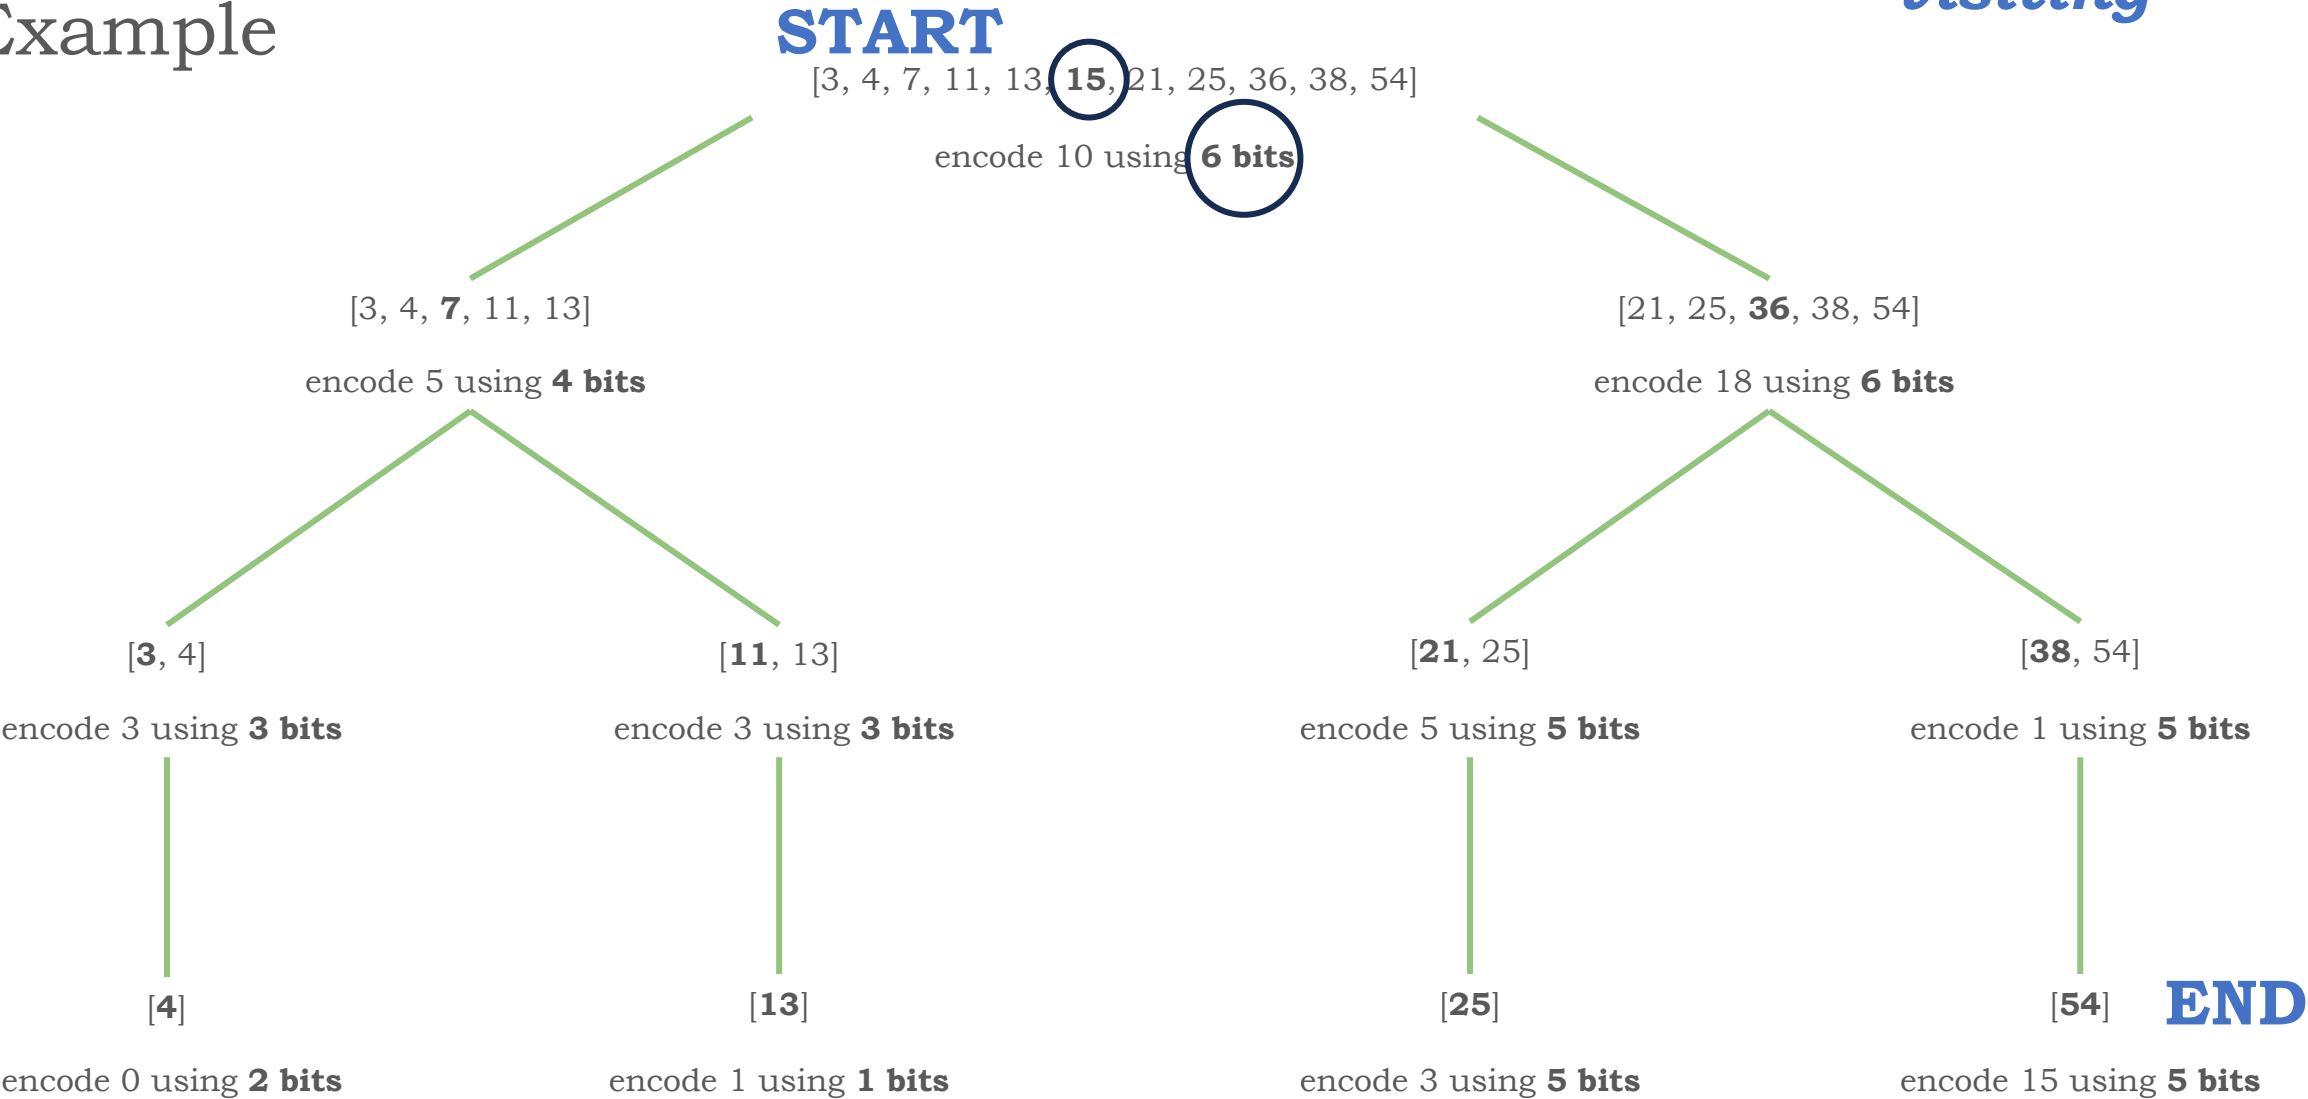 Example
visiting
START
[3, 4, 7, 11, 13, 15, 21, 25, 36, 38, 54]
encode 10 using 6 bits
[3, 4, 7, 11, 13]
[21, 25, 36, 38, 54]
encode 5 using 4 bits
encode 18 using 6 bits
[3, 4]
[11, 13]
[21, 25]
[38, 54]
encode 3 using 3 bits
encode 3 using 3 bits
encode 5 using 5 bits
encode 1 using 5 bits
[4]
[13]
[25]
[54]
END
encode 0 using 2 bits
encode 1 using 1 bits
encode 3 using 5 bits
encode 15 using 5 bits